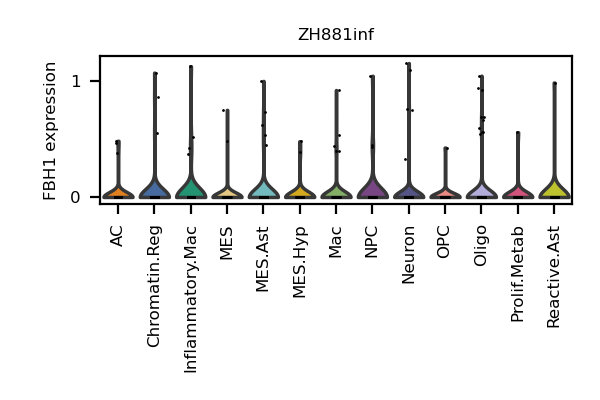 ZH881inf
FBH1 expression
1
0
AC
Chromatin.Reg
Inflammatory.Mac
MES
MES.Ast
MES.Hyp
Mac
NPC
Neuron
OPC
Oligo
Prolif.Metab
Reactive.Ast